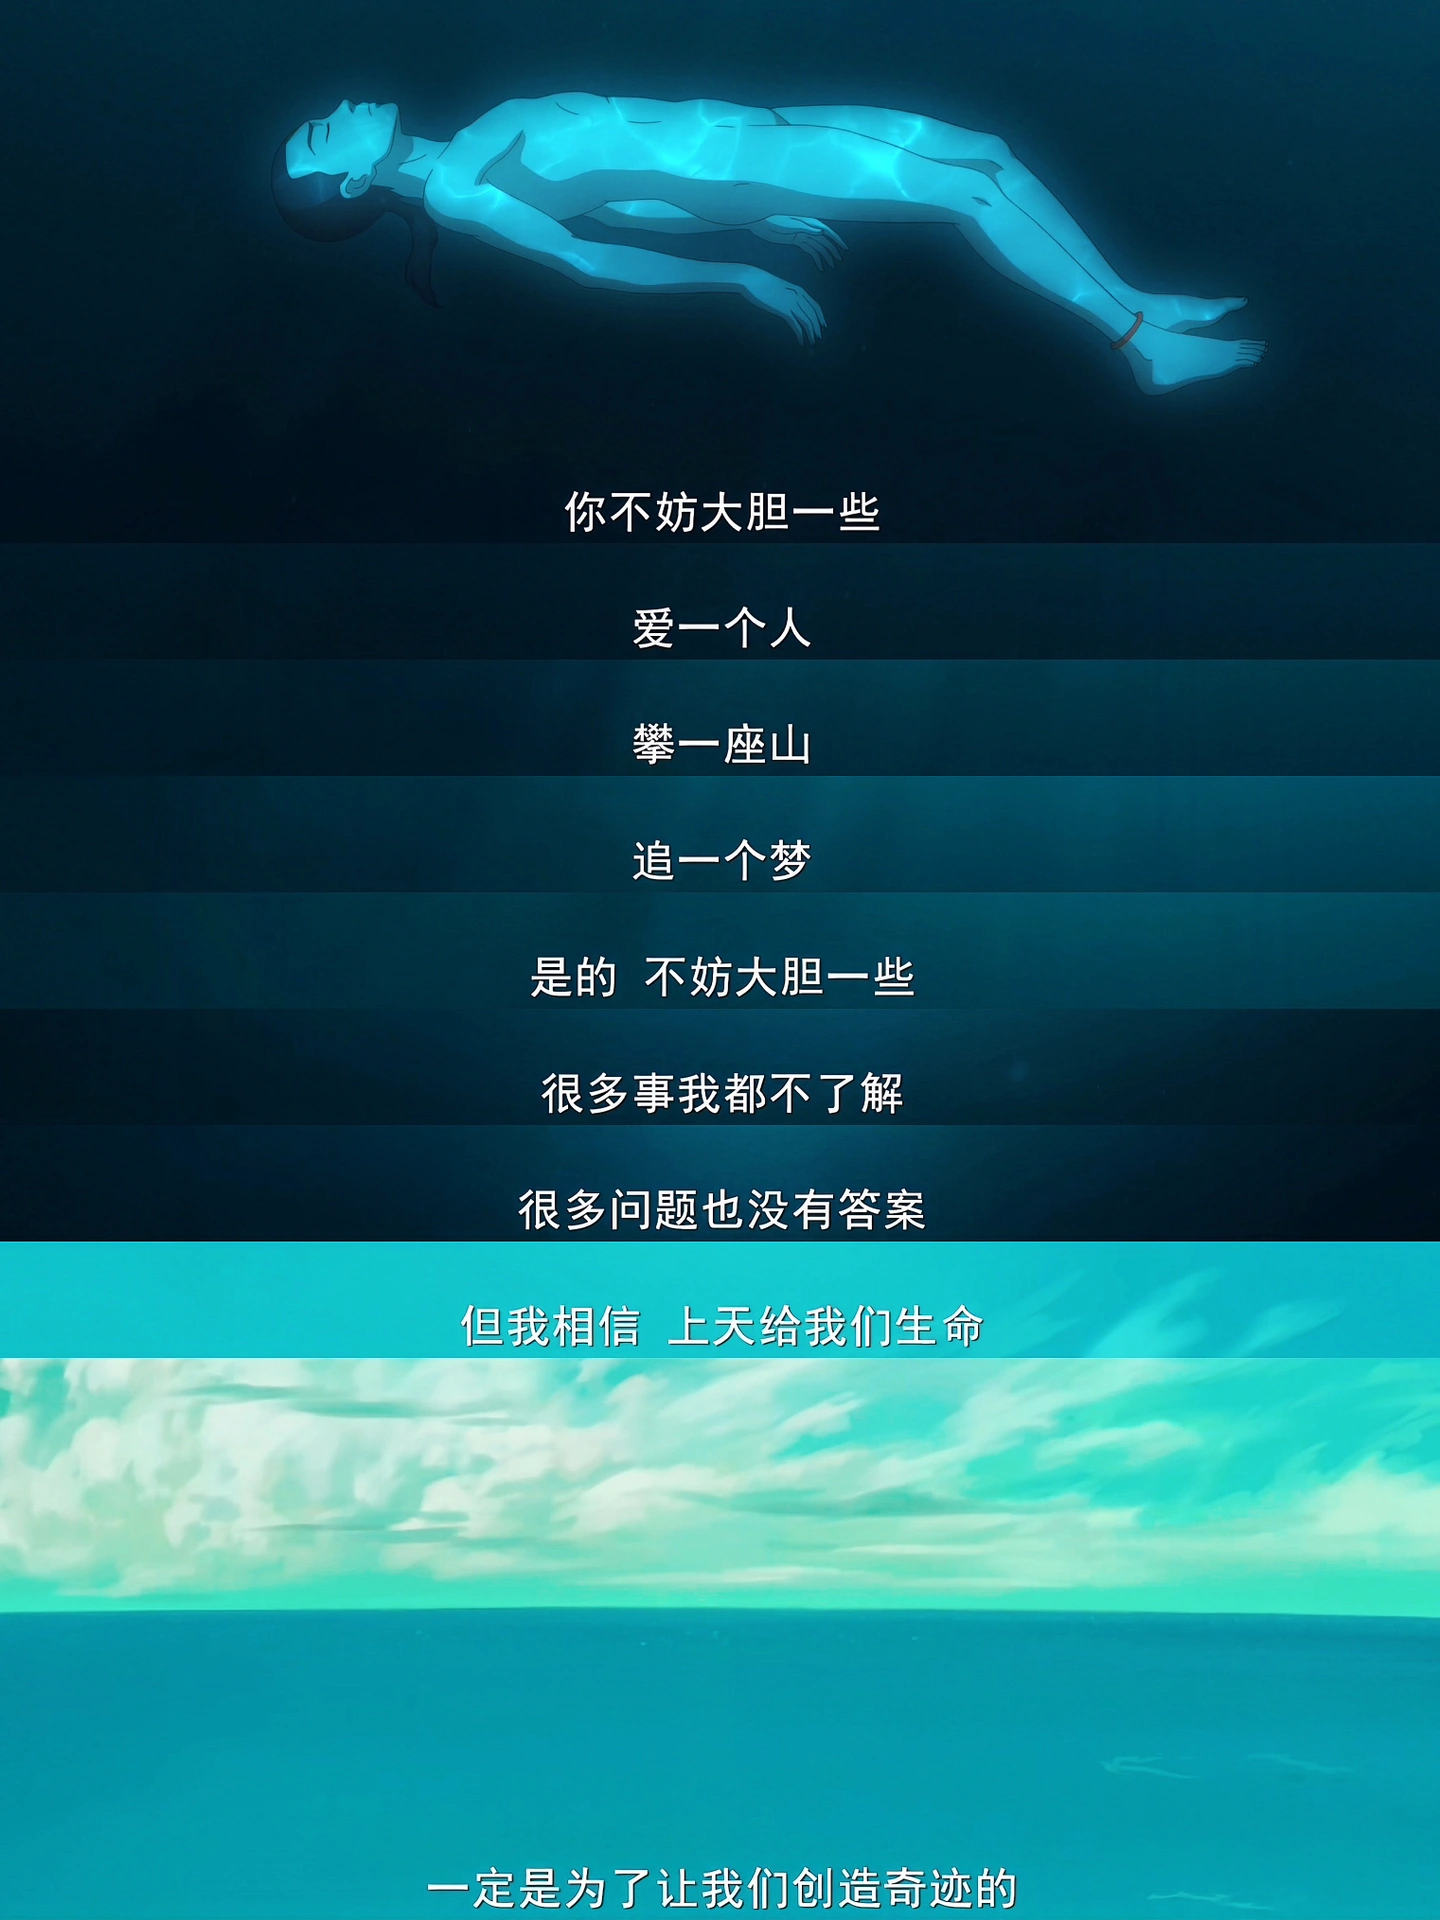 你不妨大胆一些
爱一个人
攀一座山
追一个梦
是的 不妨大胆一些
很多事我都不了解
很多问题也没有答案
但我相信 上天给我们生命
一定是为了让我们创造奇迹的